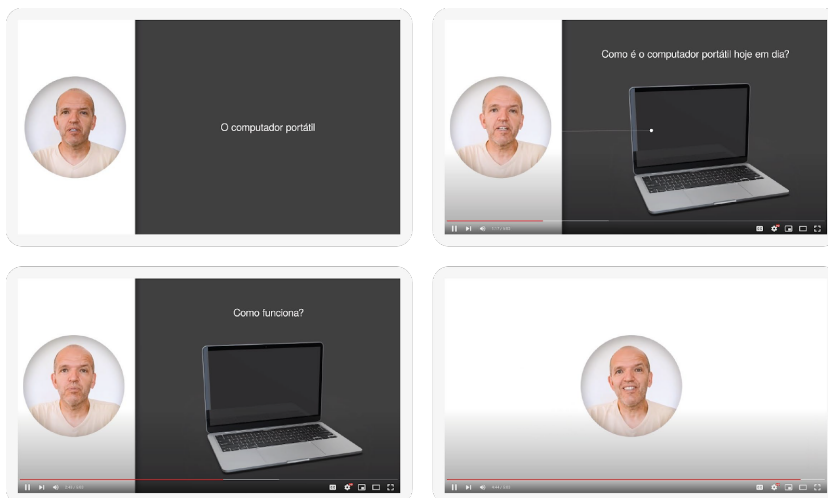 O computador portátil
Como é o computador portátil hoje em dia?
Como funciona?